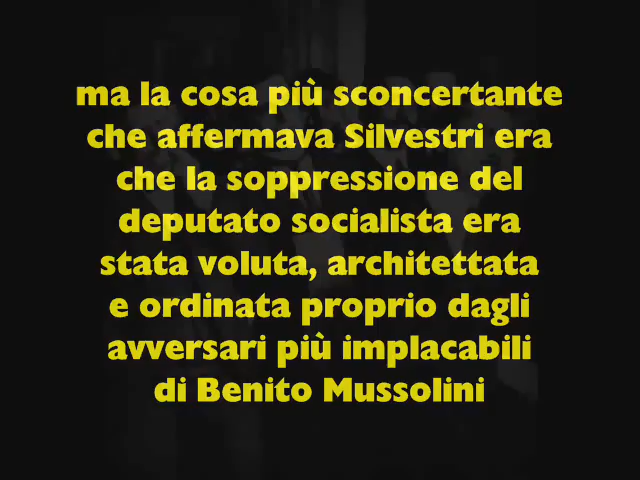 ma la cosa più sconcertante
che affermava Silvestri era
che la soppressione del
deputato socialista era
stata voluta, architettata
e ordinata proprio dagli
avversari più implacabili
di Benito Mussolini